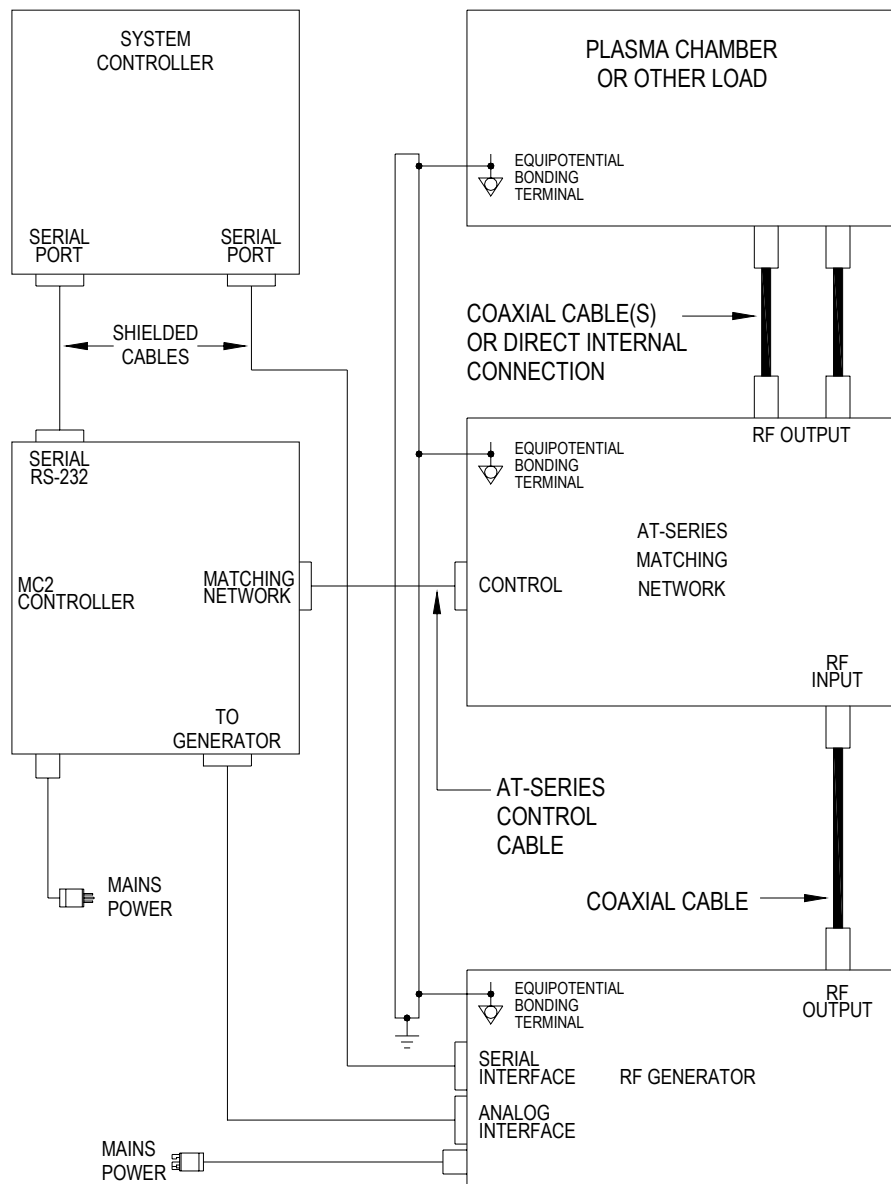 SYSTEM
CONTROLLER
SERIAL
PORT
SERIAL
PORT
SHIELDED
CABLES
SERIAL
RS-232
MC2
CONTROLLER
MATCHING
NETWORK
TO
GENERATOR
MAINS
POWER
PLASMA CHAMBER
OR OTHER LOAD
EQUIPOTENTIAL
BONDING
TERMINAL
COAXIAL CABLE(S)
OR DIRECT INTERNAL
CONNECTION
RF OUTPUT
EQUIPOTENTIAL
BONDING
TERMINAL
AT-SERIES
MATCHING
NETWORK
CONTROL
RF
INPUT
AT-SERIES
CONTROL
CABLE
COAXIAL CABLE
EQUIPOTENTIAL
BONDING
TERMINAL
RF
OUTPUT
SERIAL
INTERFACE
RF GENERATOR
ANALOG
INTERFACE
MAINS
POWER